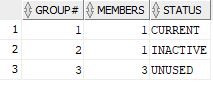 GROUP# MEMBERS STATUS
1 1 1 CURRENT
2 2 1 INACTIVE
3 3 3 UNUSED